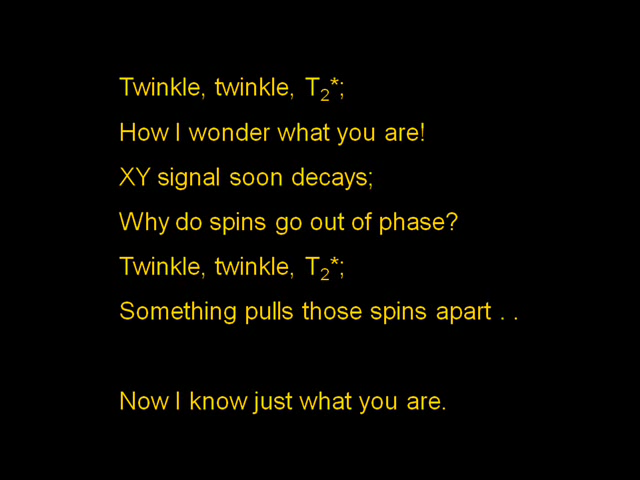 Twinkle, twinkle, T₂*;
How I wonder what you are!
XY signal soon decays;
Why do spins go out of phase?
Twinkle, twinkle, T₂*;
Something pulls those spins apart . .
Now I know just what you are.